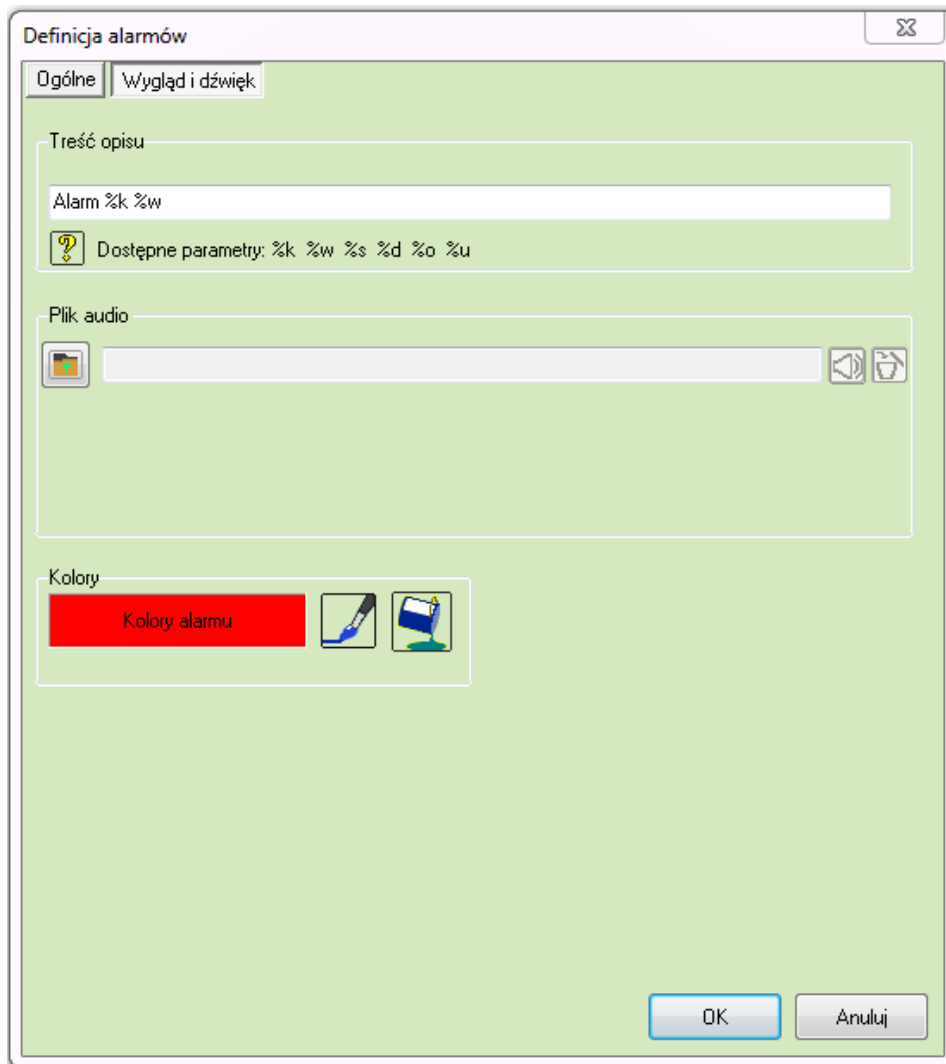 Definicja alarmów
Ogólne
Wygląd i dźwięk
Treść opisu
Alarm %k %w
Dostępne parametry: %k %w %s %d %o %u
Plik audio
Kolory
Kolory alarmu
OK
Anuluj